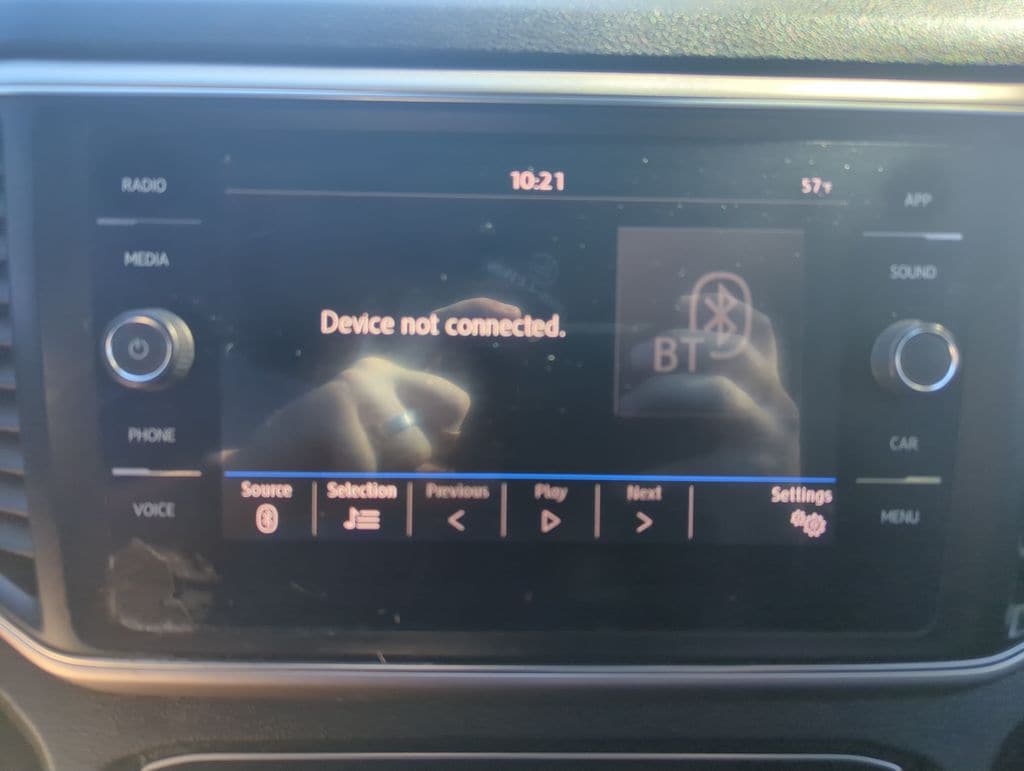 10:21
57°F
RADIO
MEDIA
PHONE
VOICE
Device not connected.
BT
APP
SOUND
CAR
MENU
Source
Selection
Previous
Play
Next
Settings